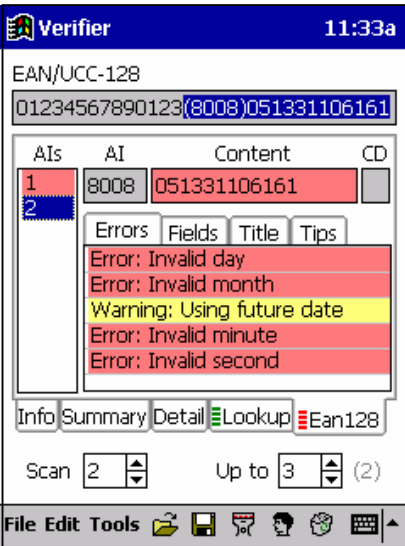 Verifier 11:33a
EAN/UCC-128
01234567890123(8008)051331106161
AIs AI Content CD
1 8008 051331106161
2
Errors Fields Title Tips
Error: Invalid day
Error: Invalid month
Warning: Using future date
Error: Invalid minute
Error: Invalid second
Info Summary Detail Lookup Ean128
Scan 2 Up to 3 (2)
File Edit Tools